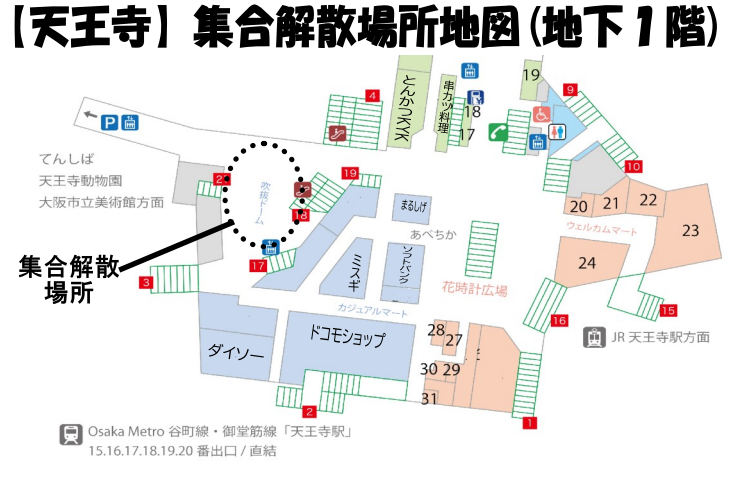 【天王寺】集合解散場所地図(地下１階)
とんかつKYK
串カツ料理
19
18
17
4
9
10
P
てんしば
天王寺動物園
大阪市立美術館方面
吹抜ドーム
19
18
17
3
集合解散
場所
まるしげ
あべちか
ミスギ
ソフトバンク
カジュアルマート
ダイソー
ドコモショップ
花時計広場
20
21
22
23
24
ウェルカムマート
16
15
JR 天王寺駅方面
28
27
30
29
31
2
1
Osaka Metro 谷町線・御堂筋線「天王寺駅」
15.16.17.18.19.20 番出口 / 直結